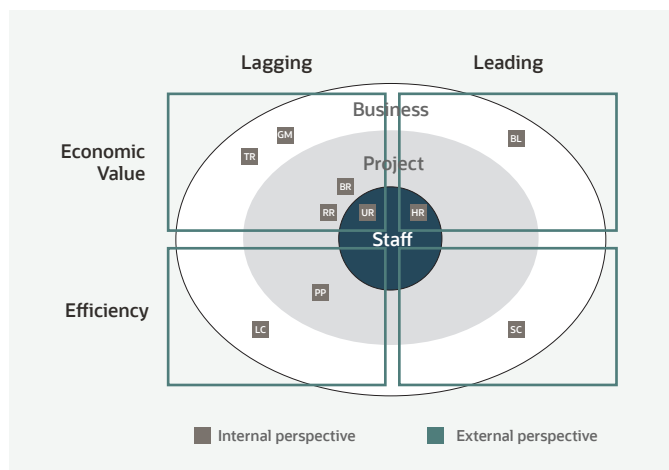 Lagging
Leading
Business
GM
BL
TR
Economic
Value
Project
BR
RR
UR
HR
Staff
PP
Efficiency
LC
SC
Internal perspective
External perspective